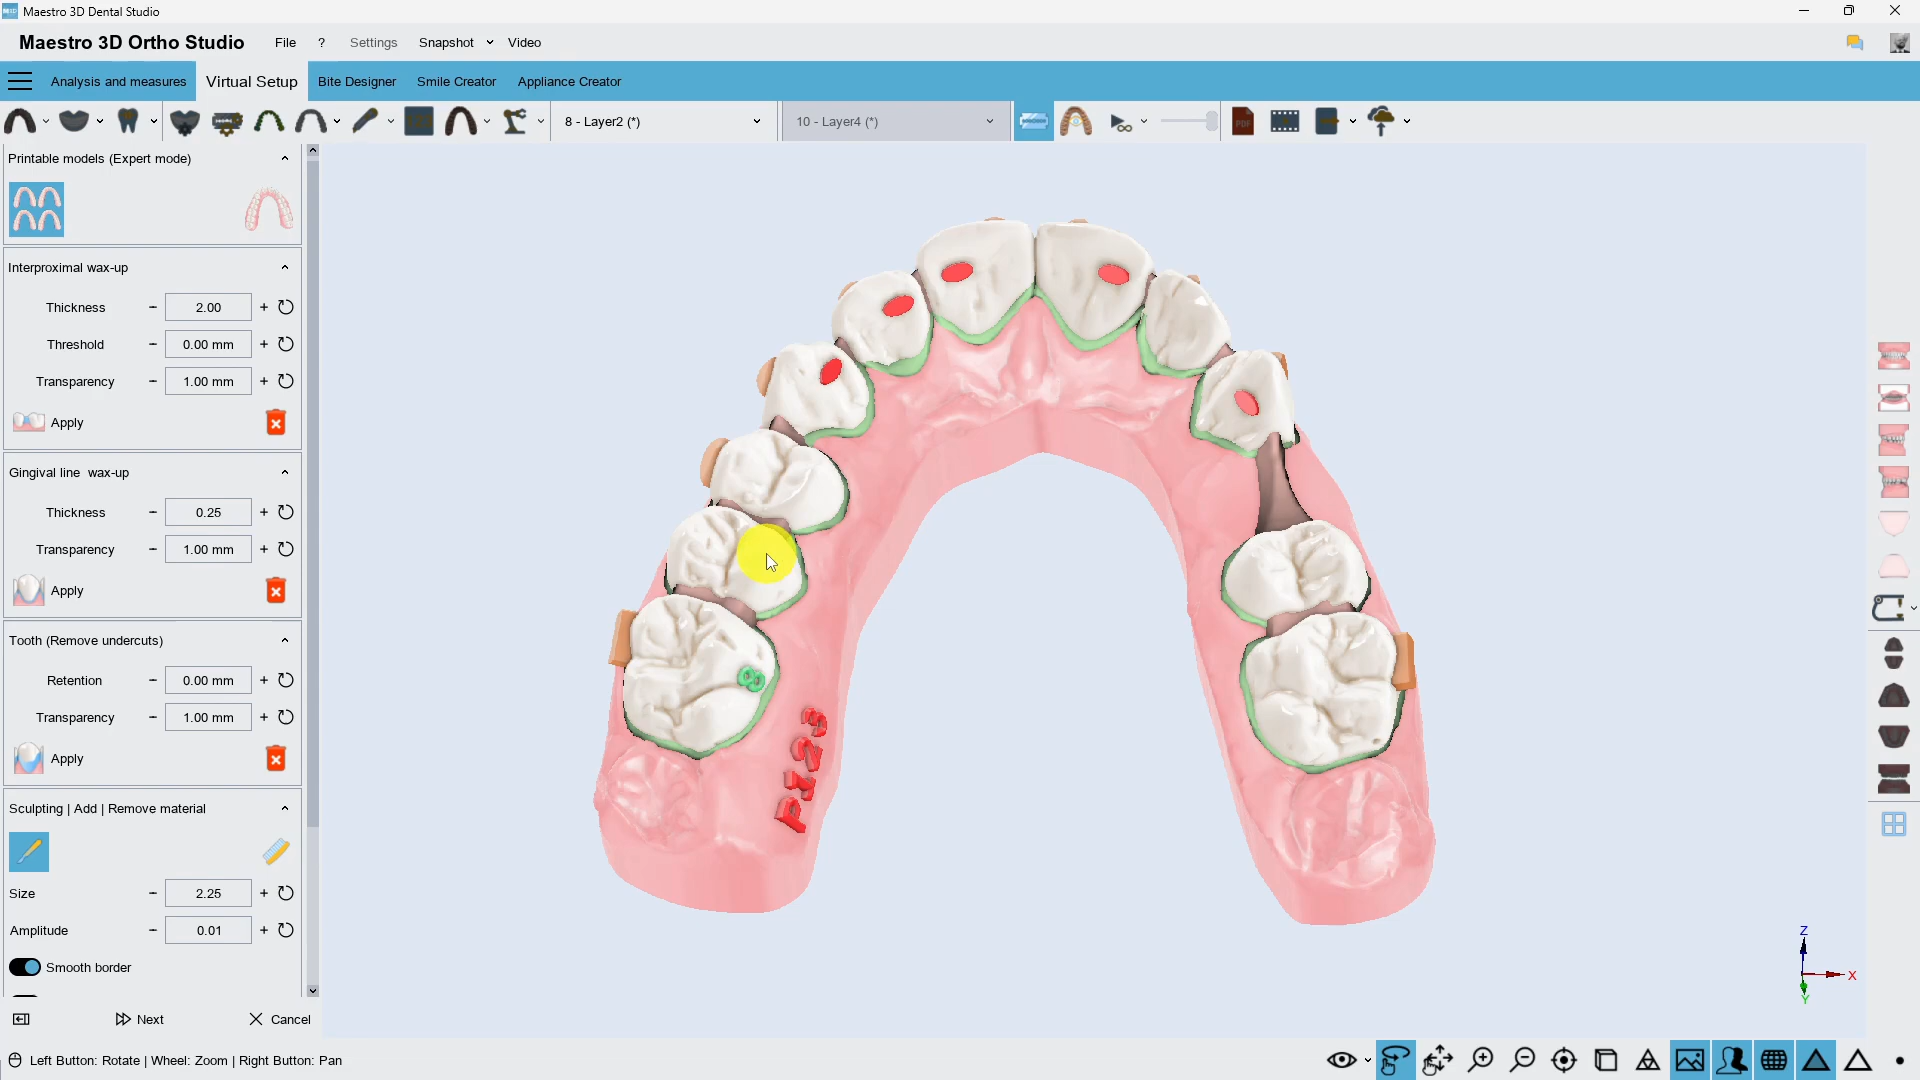 Maestro 3D Dental Studio
Maestro 3D Ortho Studio
File
?
Settings
Snapshot
Video
Analysis and measures
Virtual Setup
Bite Designer
Smile Creator
Appliance Creator
8 - Layer2 (*)
10 - Layer4 (*)
PDF
Printable models (Expert mode)
Interproximal wax-up
Thickness - 2.00 +
Threshold - 0.00 mm +
Transparency - 1.00 mm +
Apply
Gingival line wax-up
Thickness - 0.25 +
Transparency - 1.00 mm +
Apply
Tooth (Remove undercuts)
Retention - 0.00 mm +
Transparency - 1.00 mm +
Apply
Sculpting | Add | Remove material
Size - 2.25 +
Amplitude - 0.01 +
Smooth border
Next
Cancel
8
P123
Z
X
Y
Left Button: Rotate | Wheel: Zoom | Right Button: Pan